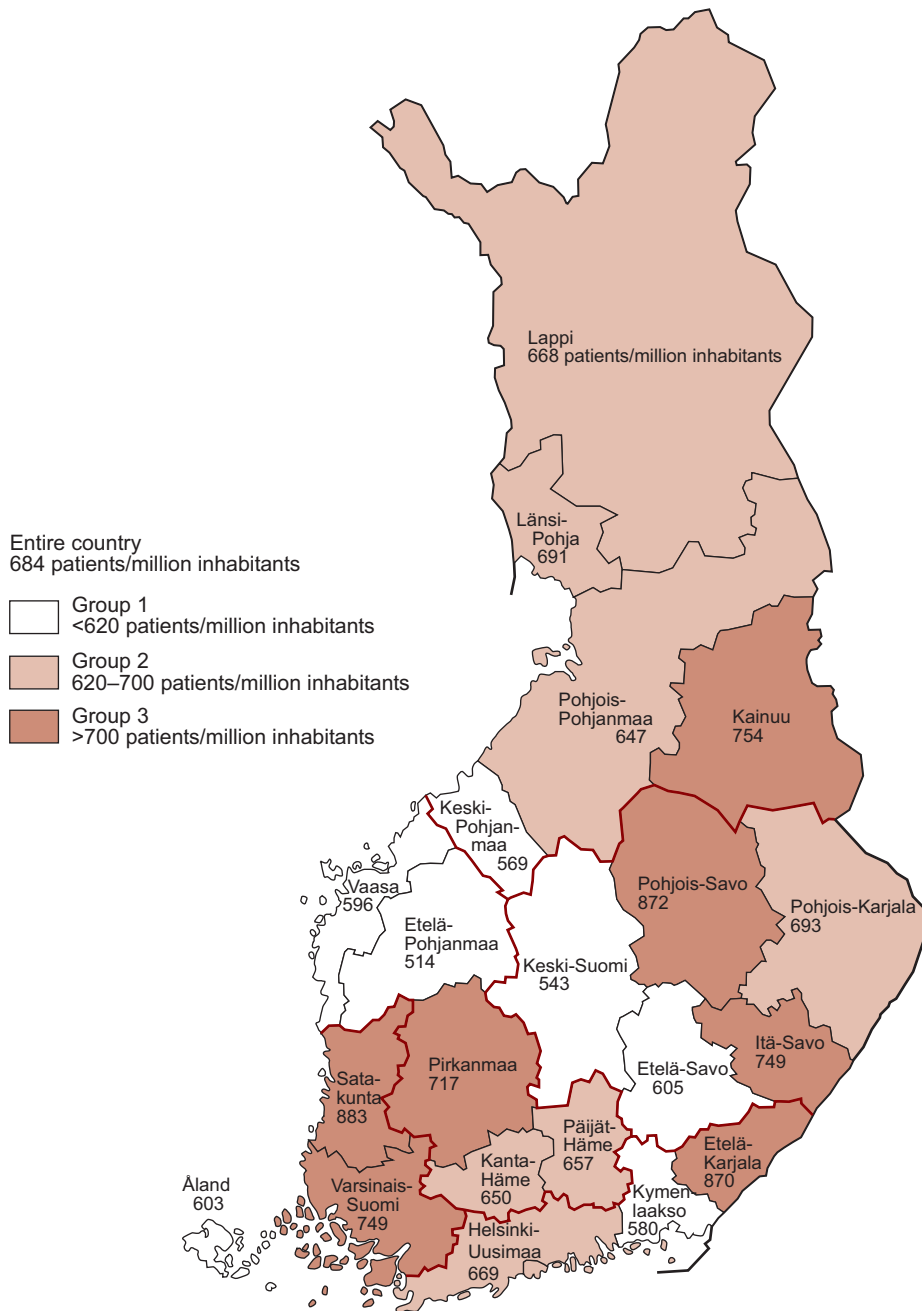 Lappi
668 patients/million inhabitants
Länsi-
Pohja
691
Entire country
684 patients/million inhabitants
Group 1
<620 patients/million inhabitants
Group 2
620–700 patients/million inhabitants
Group 3
>700 patients/million inhabitants
Pohjois-
Pohjanmaa
647
Kainuu
754
Keski-
Pohjan-
maa
569
Vaasa
596
Etelä-
Pohjanmaa
514
Pohjois-Savo
872
Pohjois-Karjala
693
Keski-Suomi
543
Itä-Savo
749
Etelä-Savo
605
Pirkanmaa
717
Sata-
kunta
883
Päijät-
Häme
657
Etelä-
Karjala
870
Kanta-
Häme
650
Kymen-
laakso
580
Åland
603
Varsinais-
Suomi
749
Helsinki-
Uusimaa
669